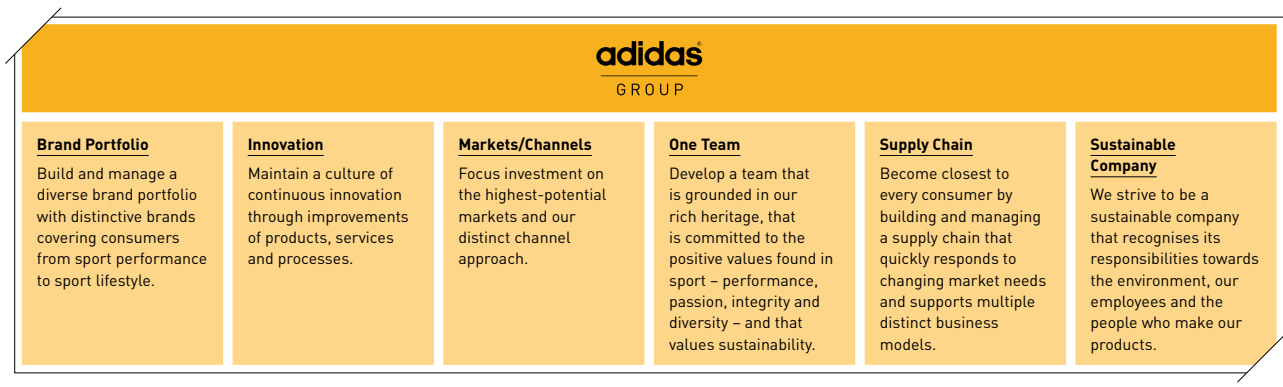 adidas®
GROUP
Brand Portfolio
Build and manage a
diverse brand portfolio
with distinctive brands
covering consumers
from sport performance
to sport lifestyle.
Innovation
Maintain a culture of
continuous innovation
through improvements
of products, services
and processes.
Markets/Channels
Focus investment on
the highest-potential
markets and our
distinct channel
approach.
One Team
Develop a team that
is grounded in our
rich heritage, that
is committed to the
positive values found in
sport – performance,
passion, integrity and
diversity – and that
values sustainability.
Supply Chain
Become closest to
every consumer by
building and managing
a supply chain that
quickly responds to
changing market needs
and supports multiple
distinct business
models.
Sustainable
Company
We strive to be a
sustainable company
that recognises its
responsibilities towards
the environment, our
employees and the
people who make our
products.